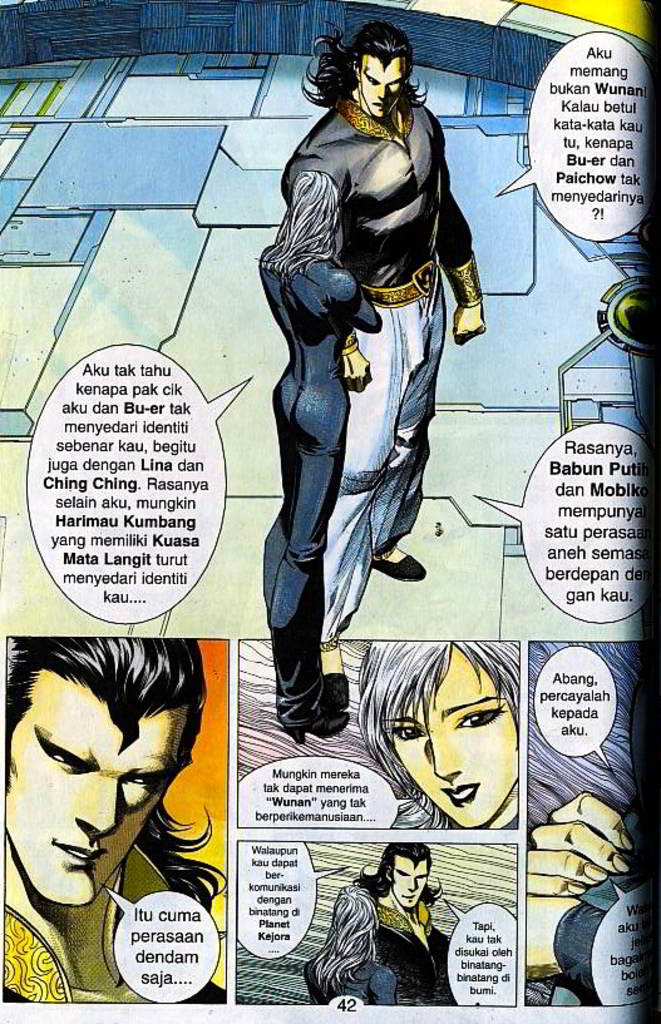 Aku
memang
bukan Wunan!
Kalau betul
kata-kata kau
tu, kenapa
Bu-er dan
Paichow tak
menyedarinya
?!
Aku tak tahu
kenapa pak cik
aku dan Bu-er tak
menyedari identiti
sebenar kau, begitu
juga dengan Lina dan
Ching Ching. Rasanya
selain aku, mungkin
Harimau Kumbang
yang memiliki Kuasa
Mata Langit turut
menyedari identiti
kau....
Rasanya,
Babun Putih
dan Mobiko
mempunyai
satu perasaan
aneh semasa
berdepan den-
gan kau.
Itu cuma
perasaan
dendam
saja....
Mungkin mereka
tak dapat menerima
"Wunan" yang tak
berperikemanusiaan....
Walaupun
kau dapat
ber-
komunikasi
dengan
binatang di
Planet
Kejora
....
Tapi,
kau tak
disukai oleh
binatang-
binatang di
bumi.
Abang,
percayalah
kepada
aku.
aku
42